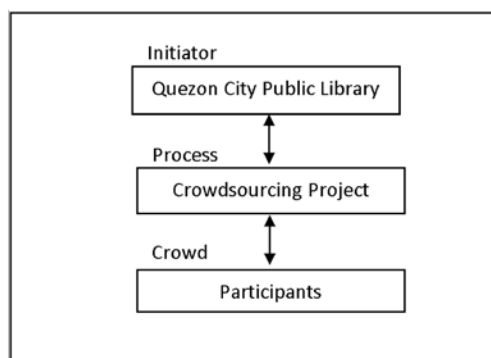 Initiator
Quezon City Public Library
Process
Crowdsourcing Project
Crowd
Participants